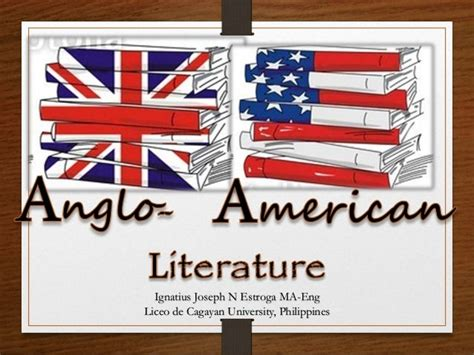 Anglo- American
Literature
Ignatius Joseph N Estroga MA-Eng
Liceo de Cagayan University, Philippines